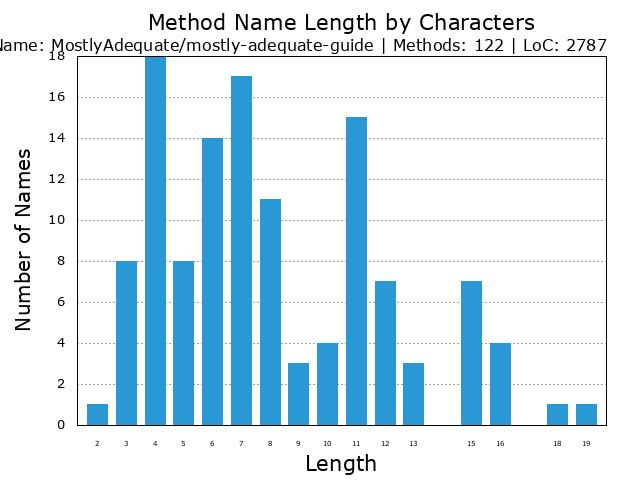 Method Name Length by Characters
Name: MostlyAdequate/mostly-adequate-guide | Methods: 122 | LoC: 2787
18
16
14
12
10
8
6
4
2
0
Number of Names
2 3 4 5 6 7 8 9 10 11 12 13 15 16 18 19
Length